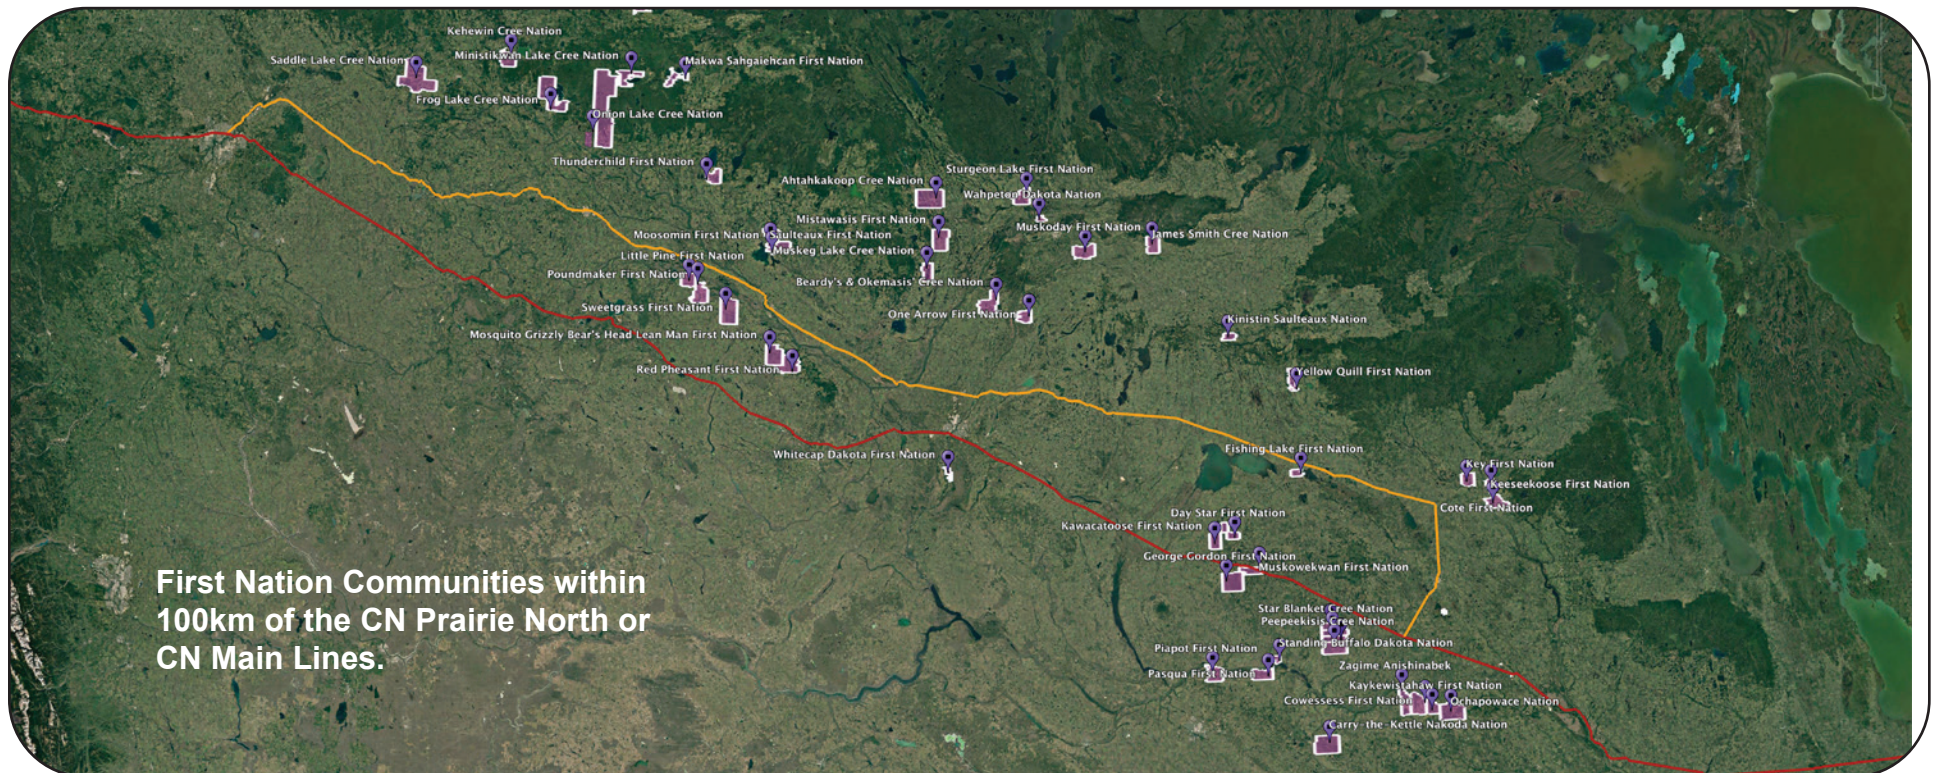 Kehewin Cree Nation
Ministikwan Lake Cree Nation
Saddle Lake Cree Nation
Makwa Sahgaiehcan First Nation
Frog Lake Cree Nation
Onion Lake Cree Nation
Thunderchild First Nation
Sturgeon Lake First Nation
Ahtahkakoop Cree Nation
Wahpeton Dakota Nation
Mistawasis First Nation
Muskoday First Nation
James Smith Cree Nation
Moosomin First Nation
Saulteaux First Nation
Muskeg Lake Cree Nation
Little Pine First Nation
Poundmaker First Nation
Beardy's & Okemasis Cree Nation
Sweetgrass First Nation
One Arrow First Nation
Kinistin Saulteaux Nation
Mosquito Grizzly Bear's Head Lean Man First Nation
Red Pheasant First Nation
Yellow Quill First Nation
Fishing Lake First Nation
Whitecap Dakota First Nation
Key First Nation
Keeseekoose First Nation
Cote First Nation
Day Star First Nation
Kawacatoose First Nation
George Gordon First Nation
Muskowekwan First Nation
First Nation Communities within
100km of the CN Prairie North or
CN Main Lines.
Star Blanket Cree Nation
Peepeekisis Cree Nation
Standing Buffalo Dakota Nation
Piapot First Nation
Zagime Anishinabek
Pasqua First Nation
Kaykewistahaw First Nation
Cowessess First Nation
Ochapowace Nation
Carry-the-Kettle Nakoda Nation